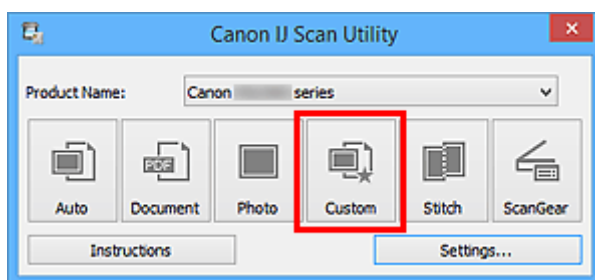 Canon IJ Scan Utility
Product Name: Canon series
Auto Document Photo Custom Stitch ScanGear
PDF
Instructions Settings...